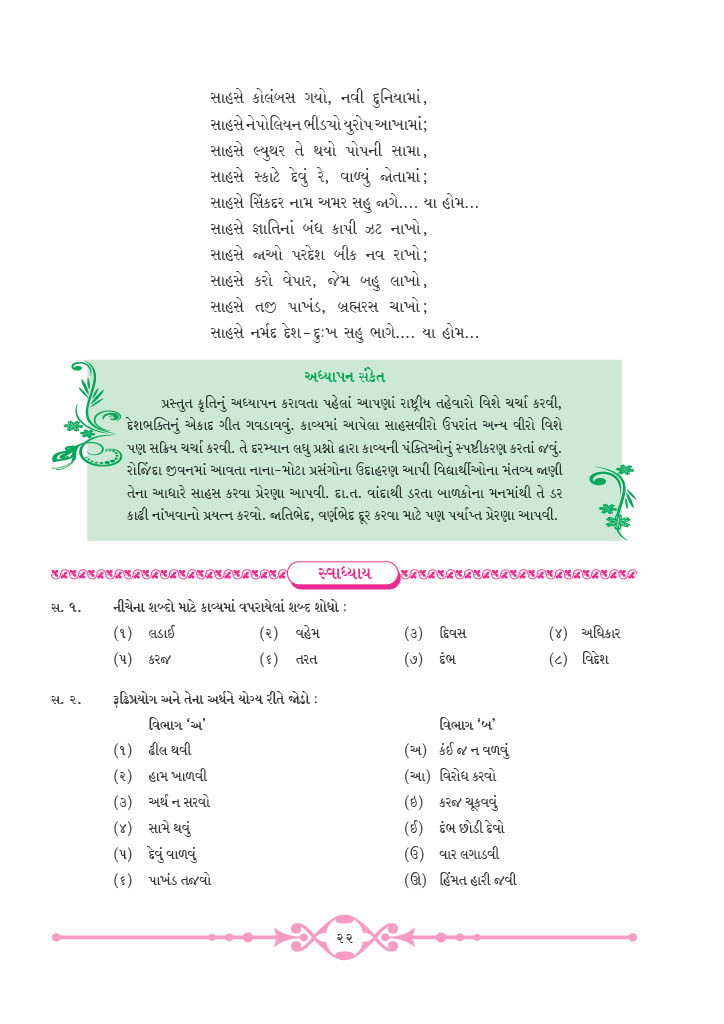 સાહસે કોલંબસ ગયો, નવી દુનિયામાં,
સાહસે નેપોલિયન ભીડ્યો યુરોપ આખામાં;
સાહસે લ્યુથર તે થયો પોપની સામા,
સાહસે સ્કાટે દેવું રે, વાળ્યું જોતામાં;
સાહસે સિંકદર નામ અમર સહુ જાગે.... યા હોમ...
સાહસે જ્ઞાતિનાં બંધ કાપી ઝટ નાખો,
સાહસે જાઓ પરદેશ બીક નવ રાખો;
સાહસે કરો વેપાર, જેમ બહુ લાખો,
સાહસે તજી પાખંડ, બ્રહ્મરસ ચાખો;
સાહસે નર્મદ દેશ-દુઃખ સહુ ભાગે.... યા હોમ...
અધ્યાપન સંકેત
પ્રસ્તુત કૃતિનું અધ્યાપન કરાવતા પહેલાં આપણાં રાષ્ટ્રીય તહેવારો વિશે ચર્ચા કરવી,
દેશભક્તિનું એકાદ ગીત ગવડાવવું. કાવ્યમાં આપેલા સાહસવીરો ઉપરાંત અન્ય વીરો વિશે
પણ સક્રિય ચર્ચા કરવી. તે દરમ્યાન લઘુ પ્રશ્નો દ્વારા કાવ્યની પંક્તિઓનું સ્પષ્ટીકરણ કરતાં જવું.
રોજિંદા જીવનમાં આવતા નાના-મોટા પ્રસંગોના ઉદાહરણ આપી વિદ્યાર્થીઓના મંતવ્ય જાણી
તેના આધારે સાહસ કરવા પ્રેરણા આપવી. દા.ત. વાંદાથી ડરતા બાળકોના મનમાંથી તે ડર
કાઢી નાંખવાનો પ્રયત્ન કરવો. જાતિભેદ, વર્ણભેદ દૂર કરવા માટે પણ પર્યાપ્ત પ્રેરણા આપવી.
સ્વાધ્યાય
સ. ૧. નીચેના શબ્દો માટે કાવ્યમાં વપરાયેલાં શબ્દ શોધો :
(૧) લડાઈ (૨) વહેમ (૩) દિવસ (૪) અધિકાર
(૫) કરજ (૬) તરત (૭) દંભ (૮) વિદેશ
સ. ૨. રૂઢિપ્રયોગ અને તેના અર્થને યોગ્ય રીતે જોડો :
વિભાગ ‘અ’ વિભાગ ‘બ’
(૧) ઢીલ થવી (અ) કંઈ જ ન વળવું
(૨) હામ ખાળવી (આ) વિરોધ કરવો
(૩) અર્થ ન સરવો (ઇ) કરજ ચૂકવવું
(૪) સામે થવું (ઈ) દંભ છોડી દેવો
(૫) દેવું વાળવું (ઉ) વાર લગાડવી
(૬) પાખંડ તજવો (ઊ) હિંમત હારી જવી
૨૨